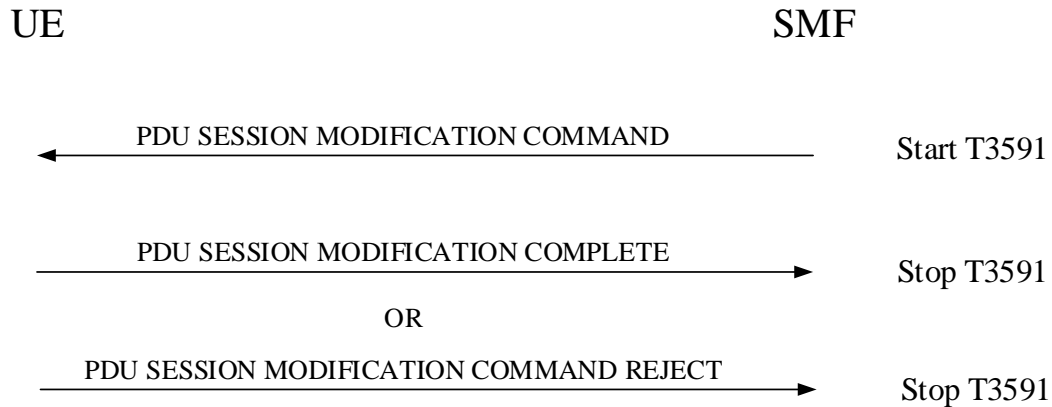 UE SMF
PDU SESSION MODIFICATION COMMAND Start T3591
PDU SESSION MODIFICATION COMPLETE Stop T3591
OR
PDU SESSION MODIFICATION COMMAND REJECT Stop T3591